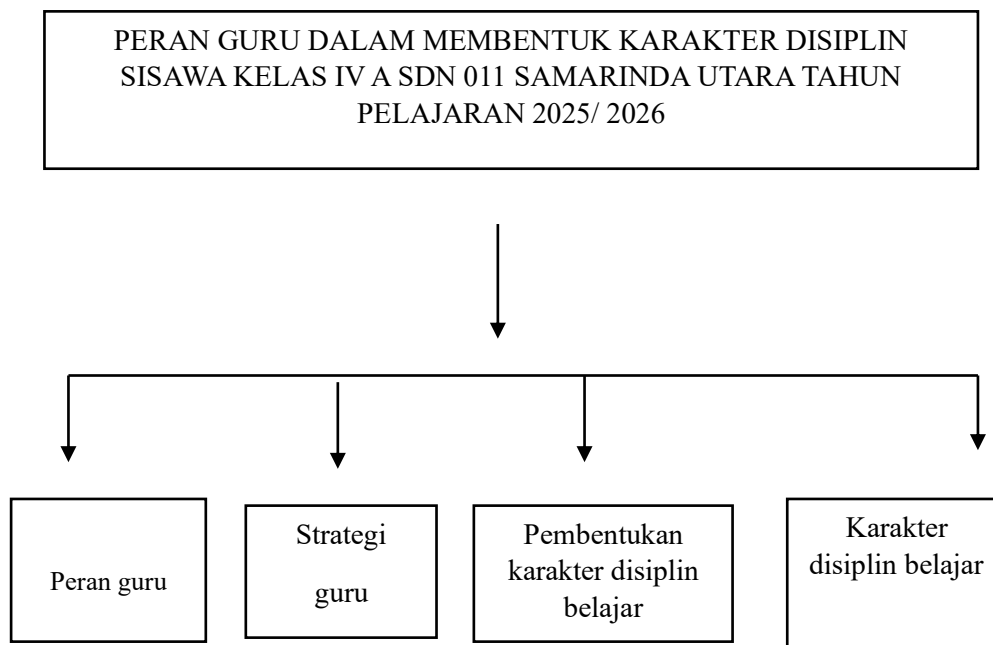 PERAN GURU DALAM MEMBENTUK KARAKTER DISIPLIN
SISAWA KELAS IV A SDN 011 SAMARINDA UTARA TAHUN
PELAJARAN 2025/ 2026
Peran guru
Strategi
guru
Pembentukan
karakter disiplin
belajar
Karakter
disiplin belajar